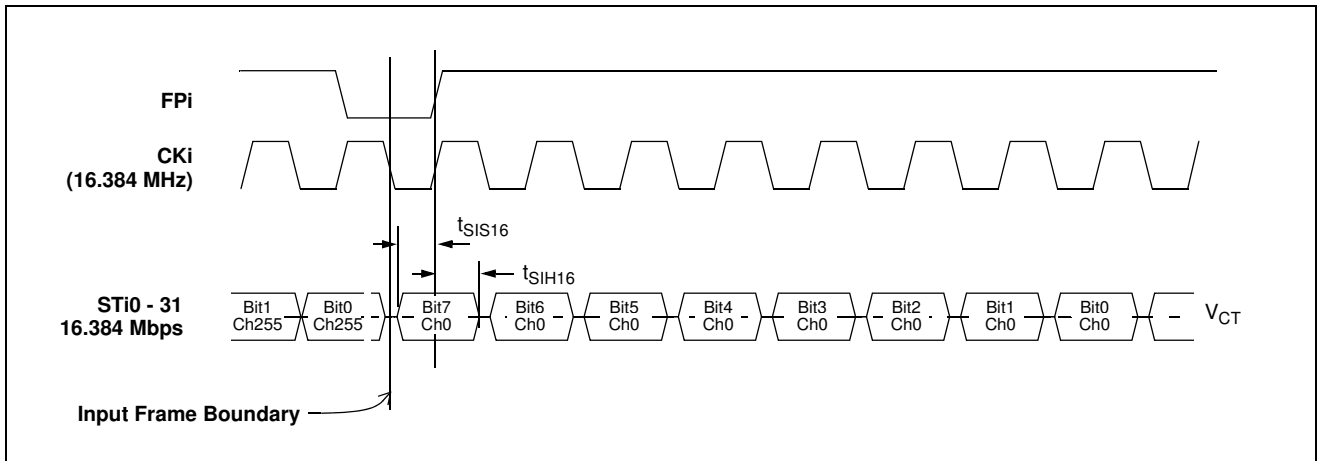 FPi
CKi
(16.384 MHz)
tSIS16
tSIH16
STi0 - 31
16.384 Mbps
Bit1 Bit0 Bit7 Bit6 Bit5 Bit4 Bit3 Bit2 Bit1 Bit0
Ch255 Ch255 Ch0 Ch0 Ch0 Ch0 Ch0 Ch0 Ch0 Ch0
VCT
Input Frame Boundary